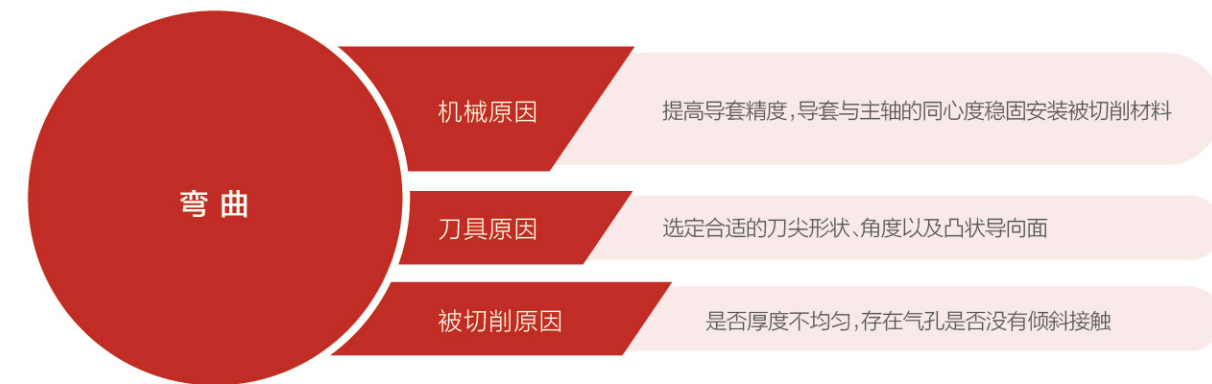 弯曲
机械原因
提高导套精度,导套与主轴的同心度稳固安装被切削材料
刀具原因
选定合适的刀尖形状、角度以及凸状导向面
被切削原因
是否厚度不均匀,存在气孔是否没有倾斜接触